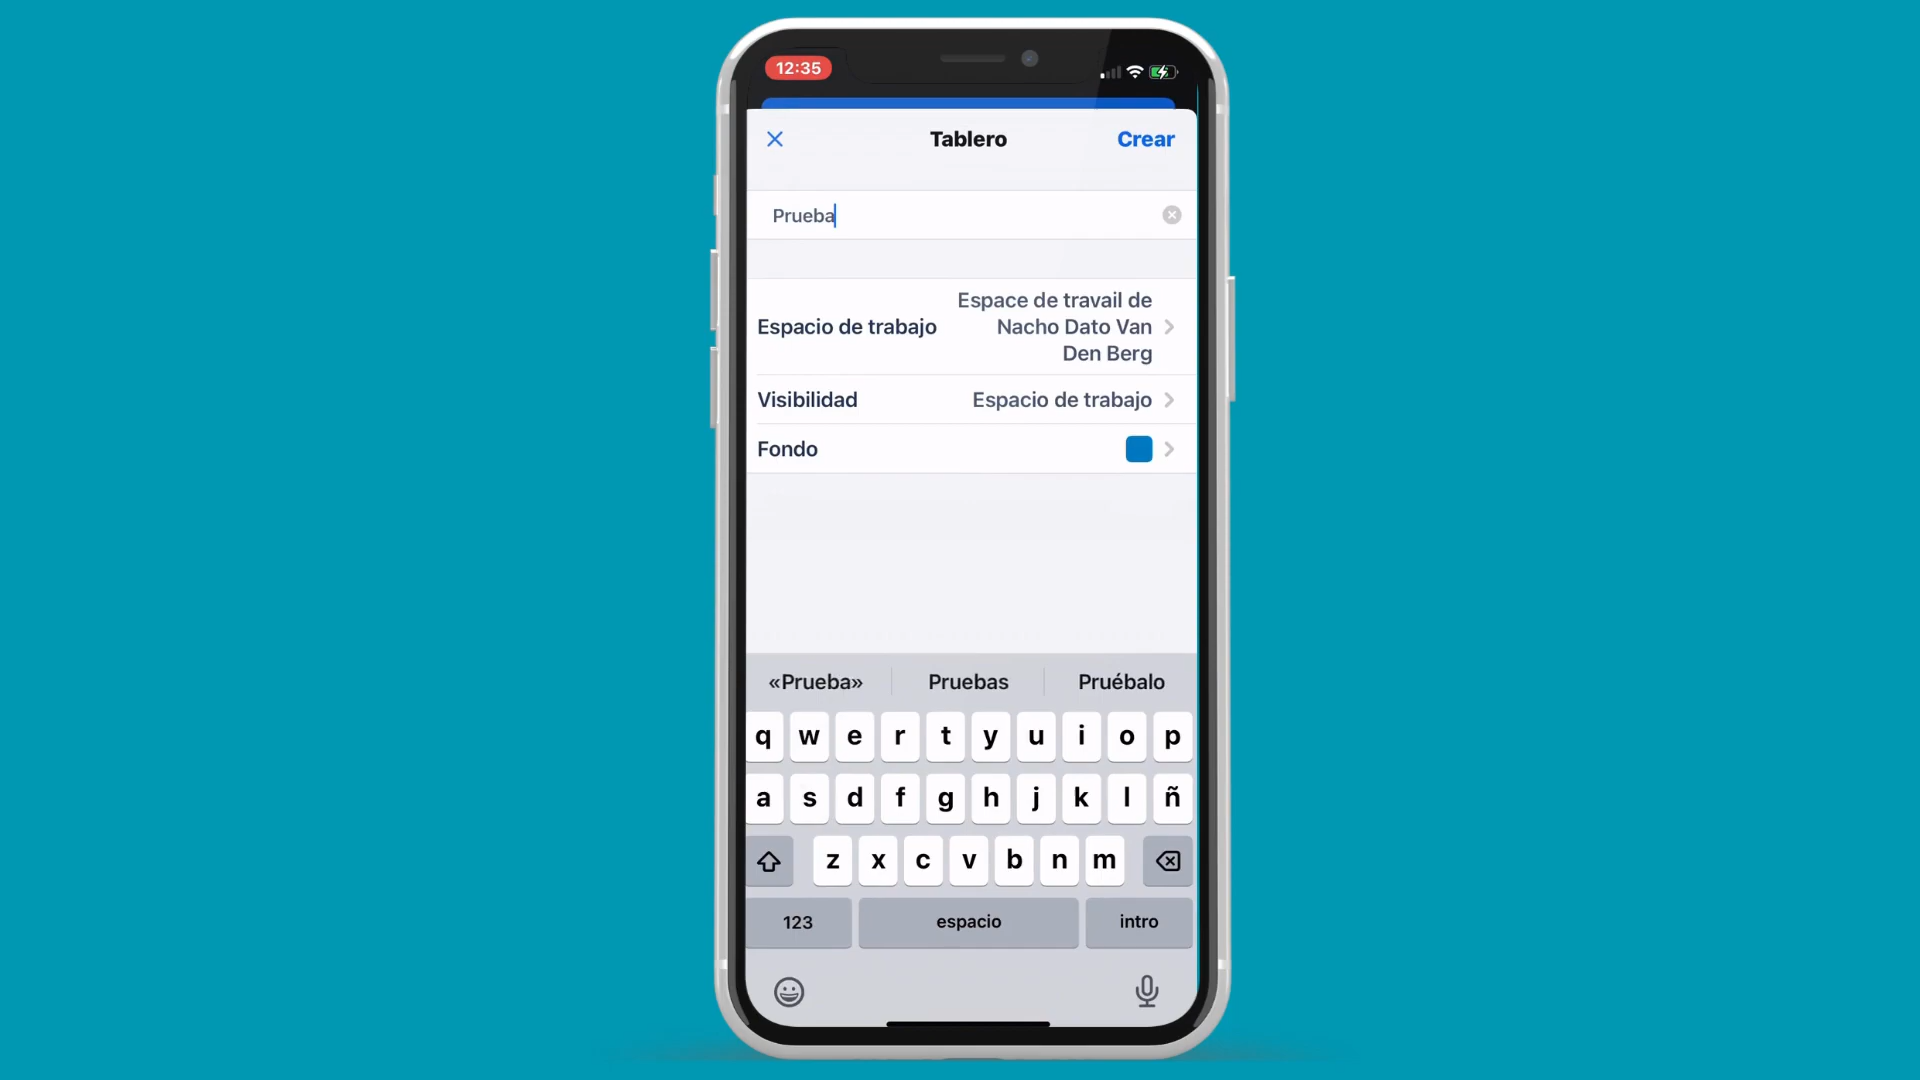 12:35
Tablero
Crear
Prueba
Espacio de trabajo
Espace de travail de
Nacho Dato Van
Den Berg
Visibilidad
Espacio de trabajo
Fondo
«Prueba»
Pruebas
Pruébalo
q w e r t y u i o p
a s d f g h j k l ñ
z x c v b n m
123
espacio
intro